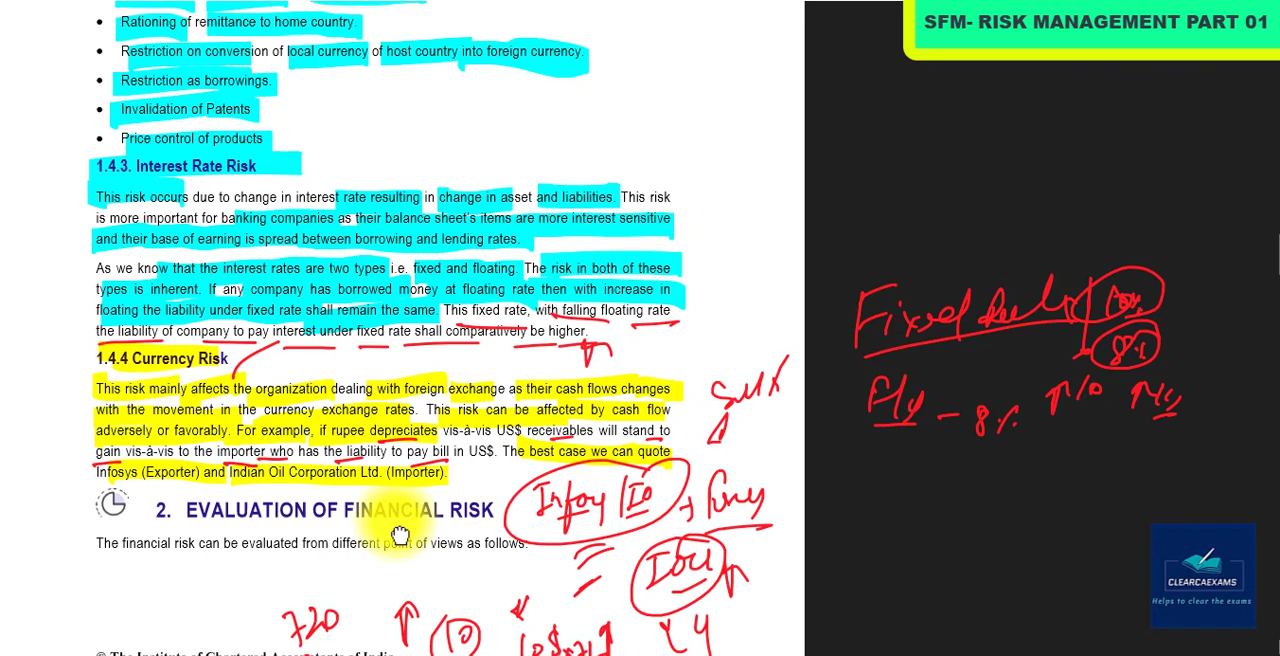 SFM- RISK MANAGEMENT PART 01
• Rationing of remittance to home country.
• Restriction on conversion of local currency of host country into foreign currency.
• Restriction as borrowings.
• Invalidation of Patents
• Price control of products
1.4.3. Interest Rate Risk
This risk occurs due to change in interest rate resulting in change in asset and liabilities. This risk
is more important for banking companies as their balance sheet's items are more interest sensitive
and their base of earning is spread between borrowing and lending rates.
As we know that the interest rates are two types i.e. fixed and floating. The risk in both of these
types is inherent. If any company has borrowed money at floating rate then with increase in
floating the liability under fixed rate shall remain the same. This fixed rate, with falling floating rate
the liability of company to pay interest under fixed rate shall comparatively be higher.
1.4.4 Currency Risk
This risk mainly affects the organization dealing with foreign exchange as their cash flows changes
with the movement in the currency exchange rates. This risk can be affected by cash flow
adversely or favorably. For example, if rupee depreciates vis-à-vis US$ receivables will stand to
gain vis-à-vis to the importer who has the liability to pay bill in US$. The best case we can quote
Infosys (Exporter) and Indian Oil Corporation Ltd. (Importer).
2. EVALUATION OF FINANCIAL RISK
The financial risk can be evaluated from different point of views as follows:
© The Institute of Chartered Accountants of India
720
10
Fixed
8%
- 8%
CLEARCAEXAMS
Helps to clear the exams